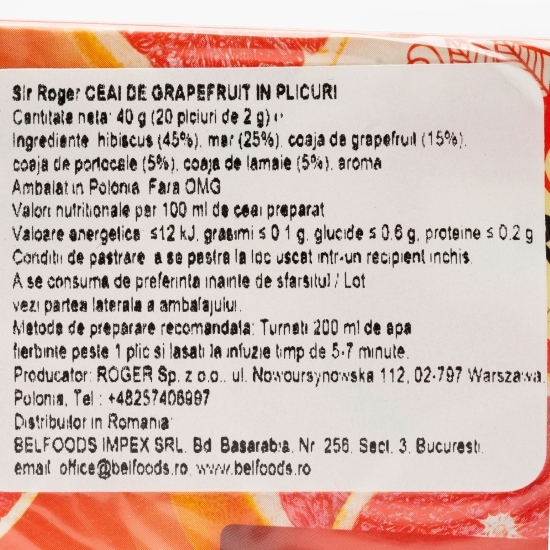 Sir Roger CEAI DE GRAPEFRUIT IN PLICURI
Cantitate neta: 40 g (20 plciuri de 2 g)
Ingrediente: hibiscus (45%), mar (25%), coaja de grapefruit (15%),
coaja de portocale (5%), coaja de lamaie (5%), aroma
Ambalat in Polonia. Fara OMG
Valori nutritionale per 100 ml de ceai preparat
Valoare energetica: ≤12 kJ, grasimi ≤ 0.1 g, glucide ≤ 0,6 g, proteine ≤ 0.2 g
Conditii de pastrare: a se pastra la loc uscat intr-un recipient inchis.
A se consuma de preferinta inainte de sfarsitul / Lot
vezi partea laterala a ambalajului.
Metoda de preparare recomandata: Turnati 200 ml de apa
fierbinte peste 1 plic si lasati la infuzie timp de 5-7 minute.
Producator: ROGER Sp. z o.o., ul. Nowoursynowska 112, 02-797 Warszawa,
Polonia, Tel : +48257406997
Distribuitor in Romania:
BELFOODS IMPEX SRL. Bd. Basarabia, Nr. 256, Sect. 3, Bucuresti,
email: office@belfoods.ro, www.belfoods.ro